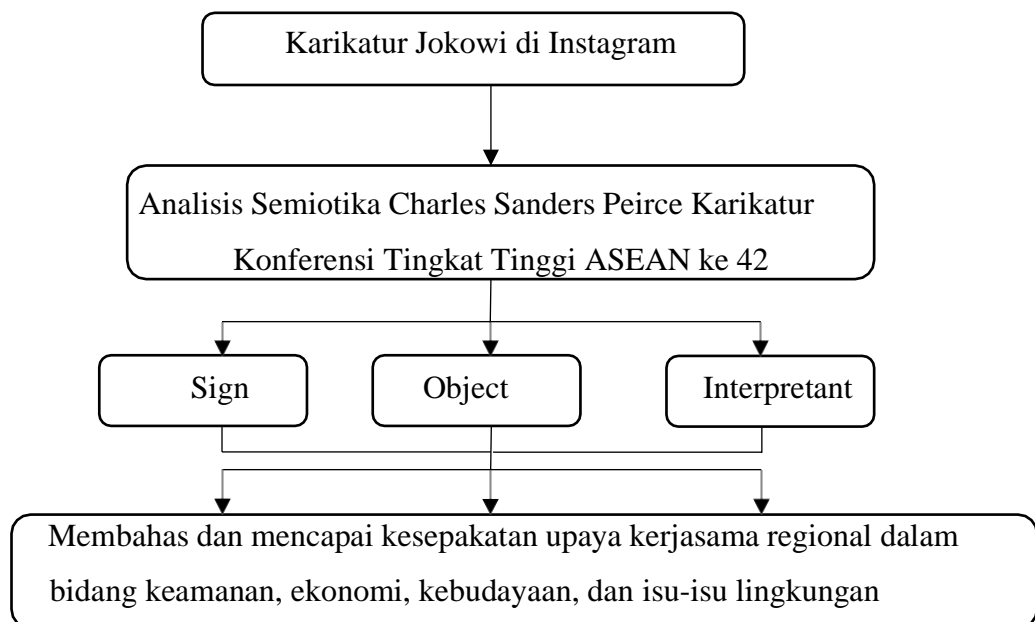 Karikatur Jokowi di Instagram
Analisis Semiotika Charles Sanders Peirce Karikatur
Konferensi Tingkat Tinggi ASEAN ke 42
Sign
Object
Interpretant
Membahas dan mencapai kesepakatan upaya kerjasama regional dalam
bidang keamanan, ekonomi, kebudayaan, dan isu-isu lingkungan